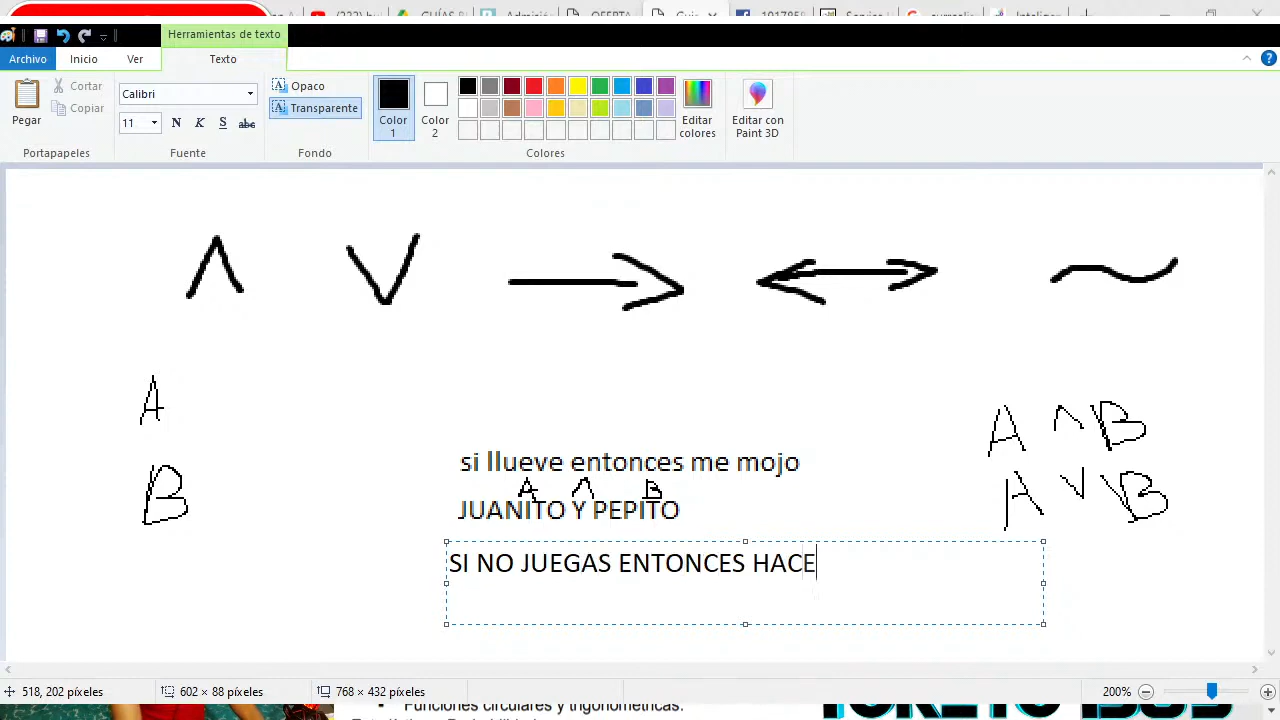 Herramientas de texto
Archivo Inicio Ver Texto
Pegar Cortar Copiar
Calibri
11 N K S abc
Opaco
Transparente
Color 1 Color 2 Editar colores Editar con Paint 3D
Portapapeles Fuente Fondo Colores
∧ ∨ → ↔ ~
A
A ∧ B
si llueve entonces me mojo
B
A ∧ B
A ∨ B
JUANITO Y PEPITO
SI NO JUEGAS ENTONCES HACE
518, 202 píxeles 602 × 88 píxeles 768 × 432 píxeles 200%
Funciones circulares y trigonométricas.